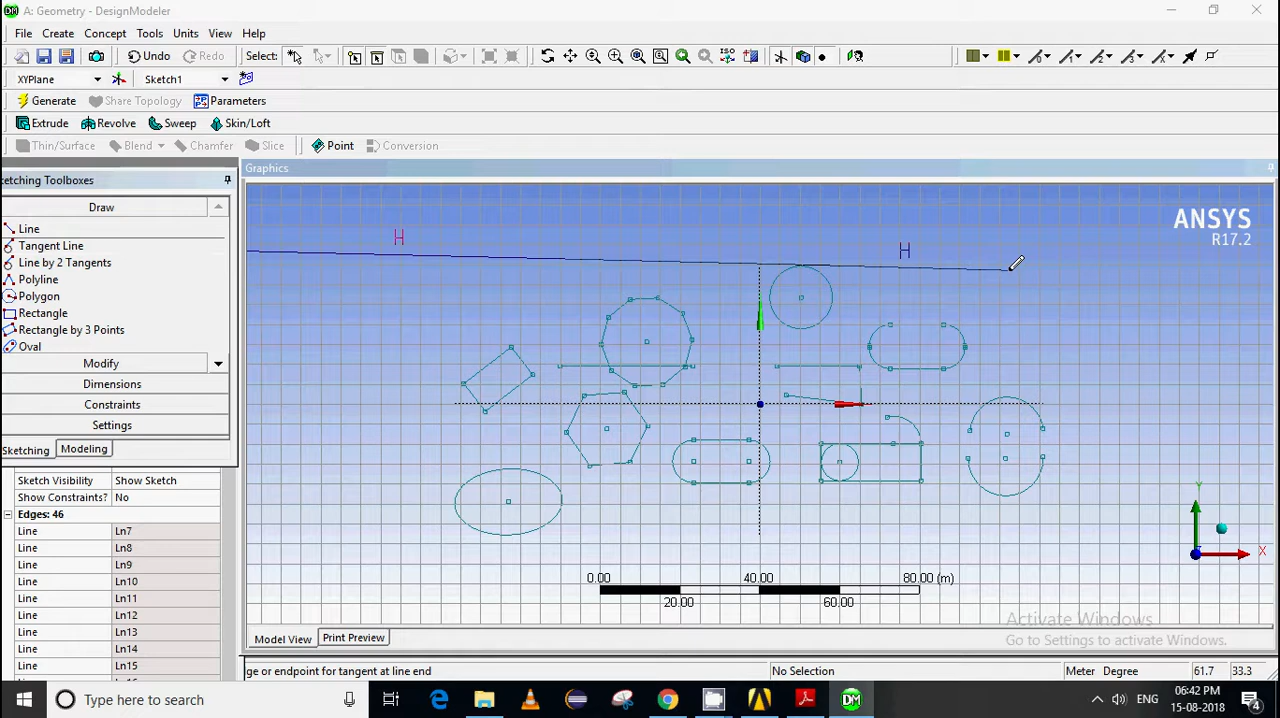 A: Geometry - DesignModeler
File Create Concept Tools Units View Help
Undo Redo Select:
XYPlane Sketch1
Generate Share Topology Parameters
Extrude Revolve Sweep Skin/Loft
Thin/Surface Blend Chamfer Slice Point Conversion
etching Toolboxes
Graphics
Draw
Line
Tangent Line
Line by 2 Tangents
Polyline
Polygon
Rectangle
Rectangle by 3 Points
Oval
Modify
Dimensions
Constraints
Settings
Sketching Modeling
Sketch Visibility Show Sketch
Show Constraints? No
Edges: 46
Line Ln7
Line Ln8
Line Ln9
Line Ln10
Line Ln11
Line Ln12
Line Ln13
Line Ln14
Line Ln15
H
H
ANSYS
R17.2
0.00 40.00 80.00 (m)
20.00 60.00
Y
X
Activate Windows
Go to Settings to activate Windows.
Model View Print Preview
ge or endpoint for tangent at line end
No Selection
Meter Degree 61.7 33.3
Type here to search
ENG
06:42 PM
15-08-2018
4